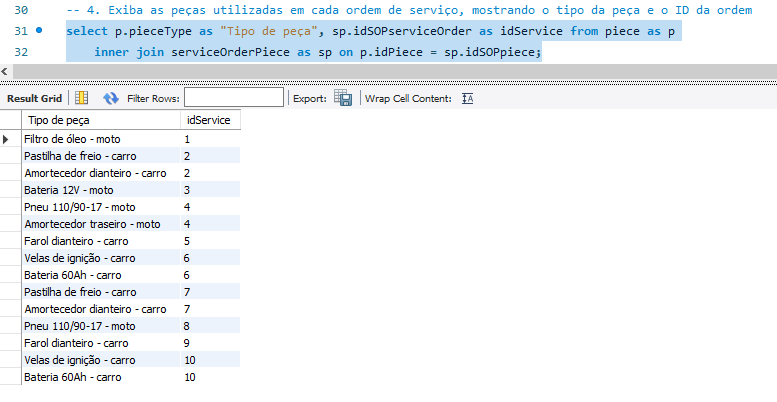 30 -- 4. Exiba as peças utilizadas em cada ordem de serviço, mostrando o tipo da peça e o ID da ordem
31 select p.pieceType as "Tipo de peça", sp.idSOPserviceOrder as idService from piece as p
32 inner join serviceOrderPiece as sp on p.idPiece = sp.idSOPpiece;
Result Grid Filter Rows: Export: Wrap Cell Content: IA
Tipo de peça idService
Filtro de óleo - moto 1
Pastilha de freio - carro 2
Amortecedor dianteiro - carro 2
Bateria 12V - moto 3
Pneu 110/90-17 - moto 4
Amortecedor traseiro - moto 4
Farol dianteiro - carro 5
Velas de ignição - carro 6
Bateria 60Ah - carro 6
Pastilha de freio - carro 7
Amortecedor dianteiro - carro 7
Pneu 110/90-17 - moto 8
Farol dianteiro - carro 9
Velas de ignição - carro 10
Bateria 60Ah - carro 10